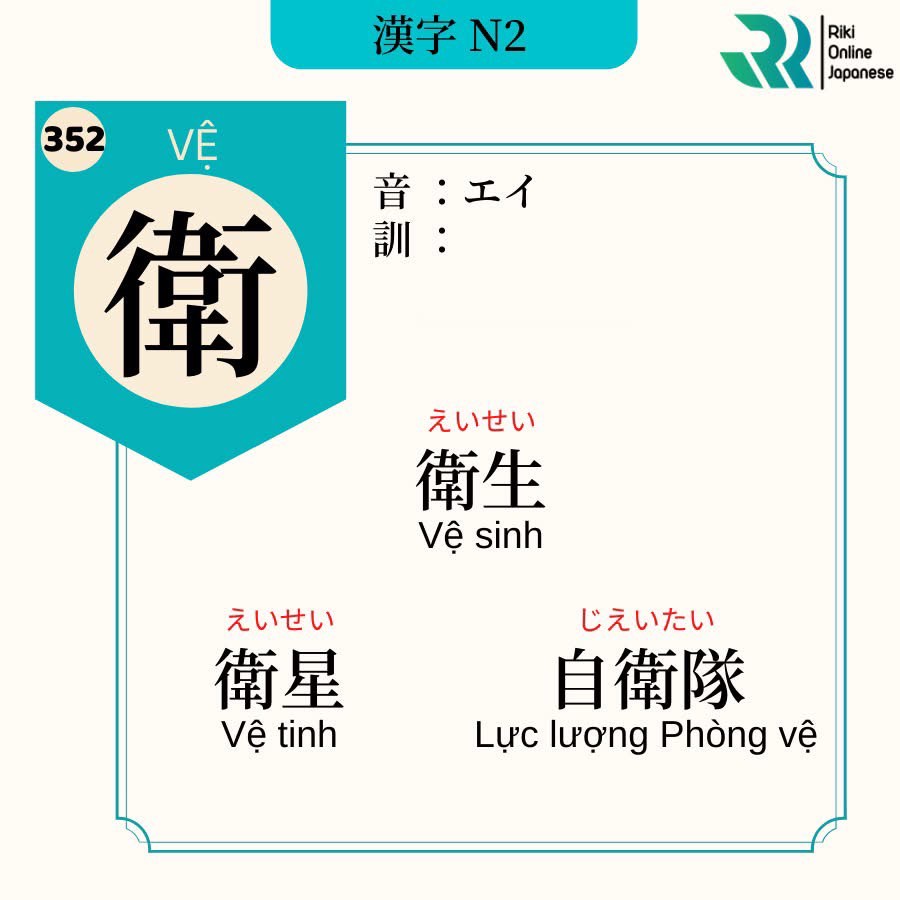 漢字 N2
Riki
Online
Japanese
352
VỆ
衛
音 ：エイ
訓 ：
えいせい
衛生
Vệ sinh
えいせい
衛星
Vệ tinh
じえいたい
自衛隊
Lực lượng Phòng vệ